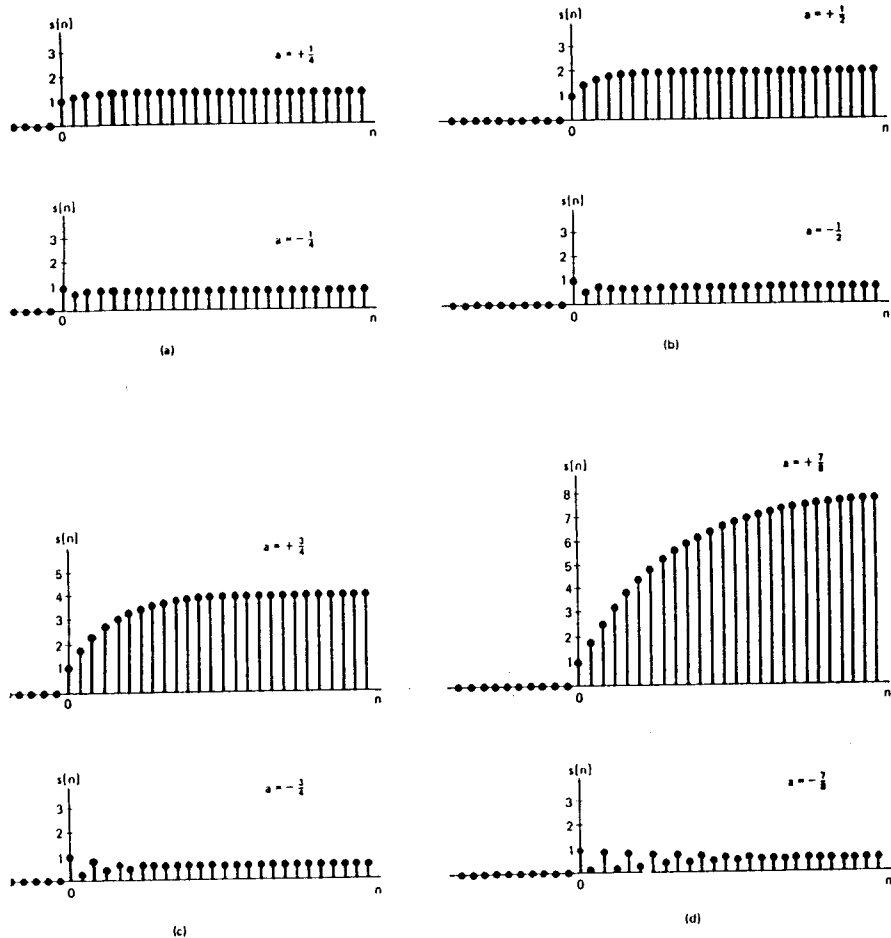 s[n]
a = + 1/4
3
2
1
0
n
s[n]
a = + 1/2
3
2
1
0
n
s[n]
a = - 1/4
3
2
1
0
n
(a)
s[n]
a = - 1/2
3
2
1
0
n
(b)
s[n]
a = + 3/4
5
4
3
2
1
0
n
s[n]
a = + 7/8
8
7
6
5
4
3
2
1
0
n
s[n]
a = - 3/4
3
2
1
0
n
(c)
s[n]
a = - 7/8
3
2
1
0
n
(d)